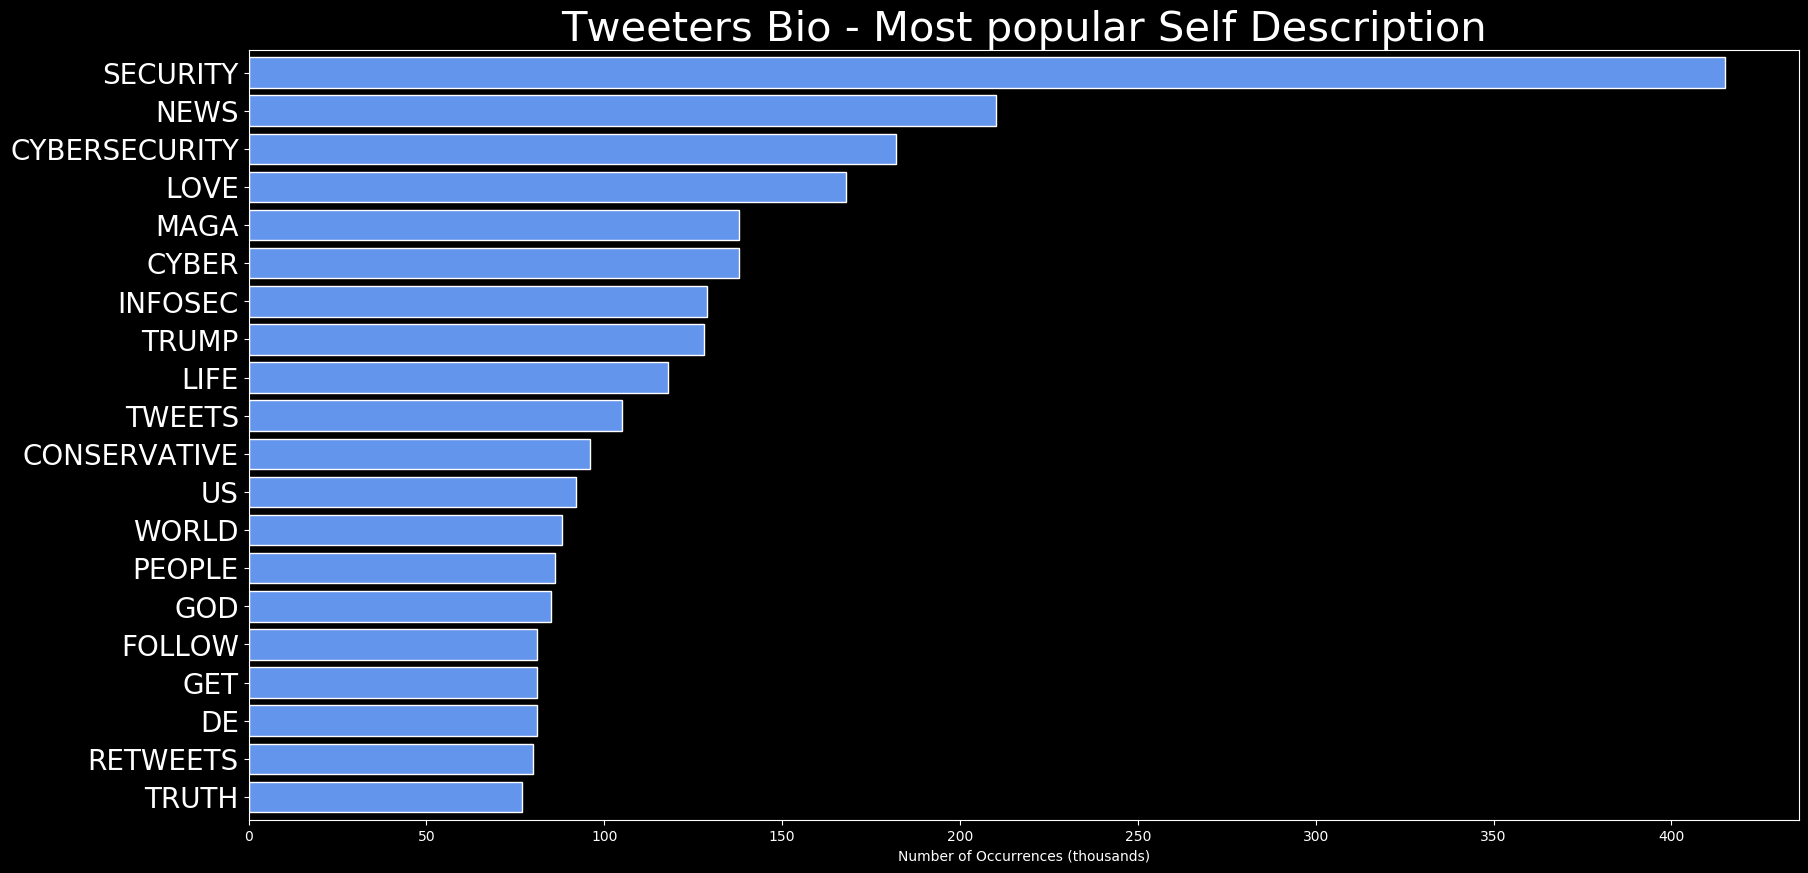 Tweeters Bio - Most popular Self Description
SECURITY
NEWS
CYBERSECURITY
LOVE
MAGA
CYBER
INFOSEC
TRUMP
LIFE
TWEETS
CONSERVATIVE
US
WORLD
PEOPLE
GOD
FOLLOW
GET
DE
RETWEETS
TRUTH
0 50 100 150 200 250 300 350 400
Number of Occurrences (thousands)